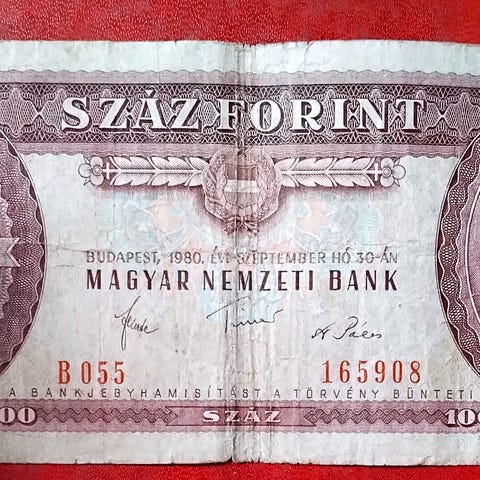 SZÁZ FORINT
BUDAPEST, 1980. ÉVI SZEPTEMBER HÓ 30-ÁN
MAGYAR NEMZETI BANK
B 055 165908
A BANKJEGYHAMISÍTÁST A TÖRVÉNY BÜNTETI
00 SZÁZ 100